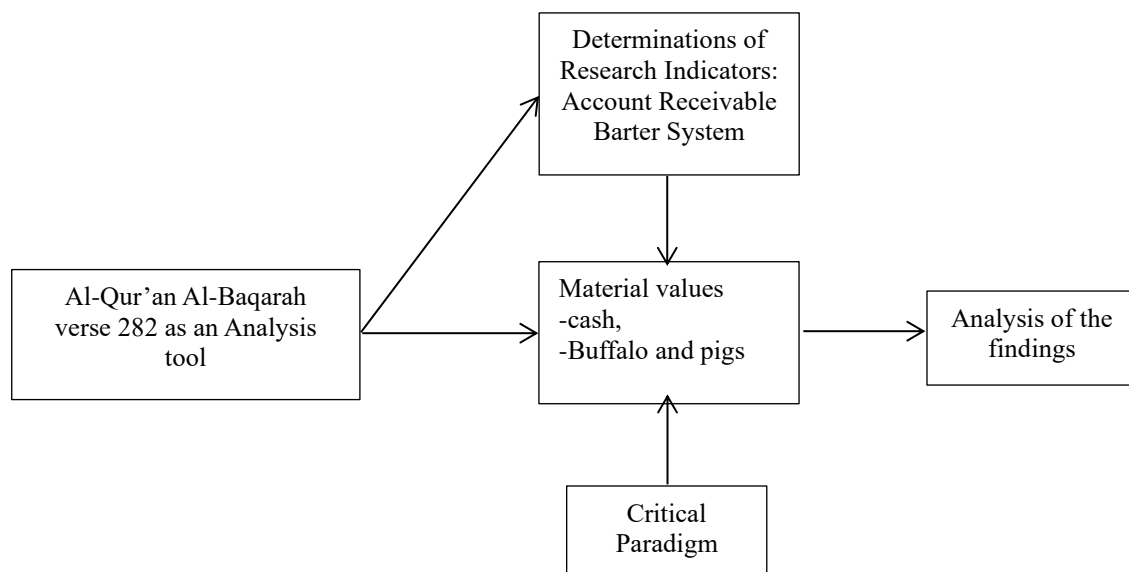 Determinations of
Research Indicators:
Account Receivable
Barter System
Al-Qur’an Al-Baqarah
verse 282 as an Analysis
tool
Material values
-cash,
-Buffalo and pigs
Analysis of the
findings
Critical
Paradigm